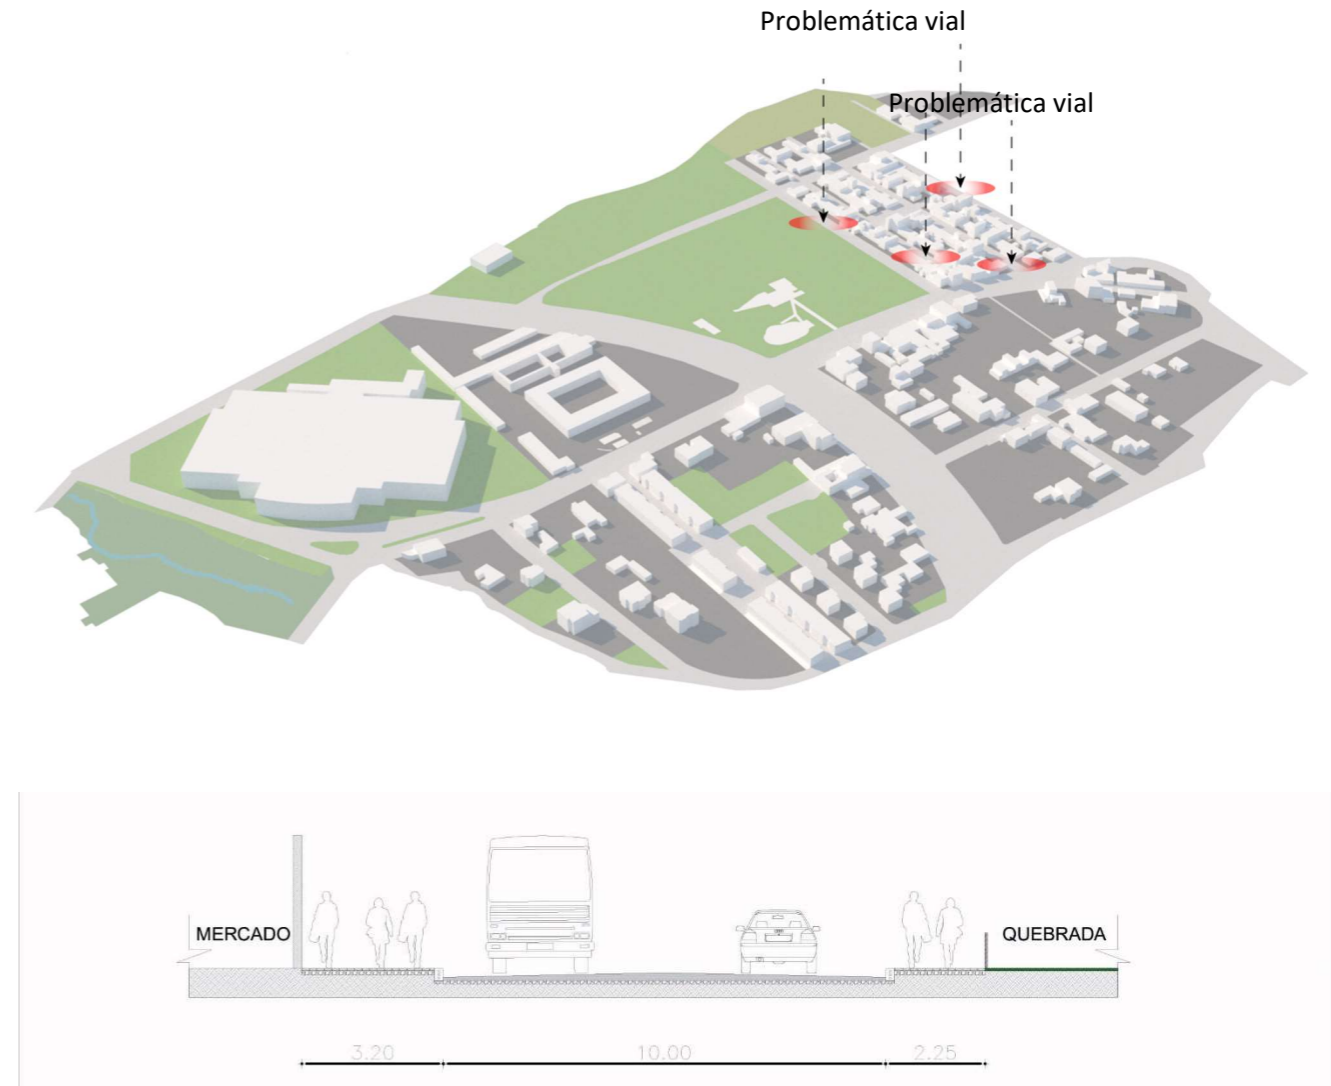 Problemática vial
Problemática vial
MERCADO
QUEBRADA
3.20
10.00
2.25